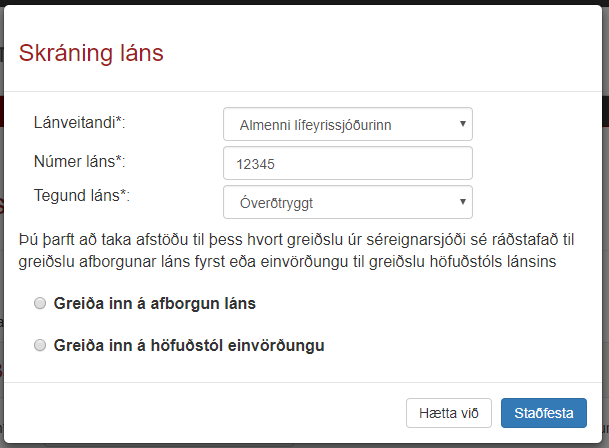 Skráning láns
Lánveitandi*:
Almenni lífeyrissjóðurinn
Númer láns*:
12345
Tegund láns*:
Óverðtryggt
Þú þarft að taka afstöðu til þess hvort greiðslu úr séreignarsjóði sé ráðstafað til
greiðslu afborgunar láns fyrst eða einvörðungu til greiðslu höfuðstóls lánsins
Greiða inn á afborgun láns
Greiða inn á höfuðstól einvörðungu
Hætta við
Staðfesta